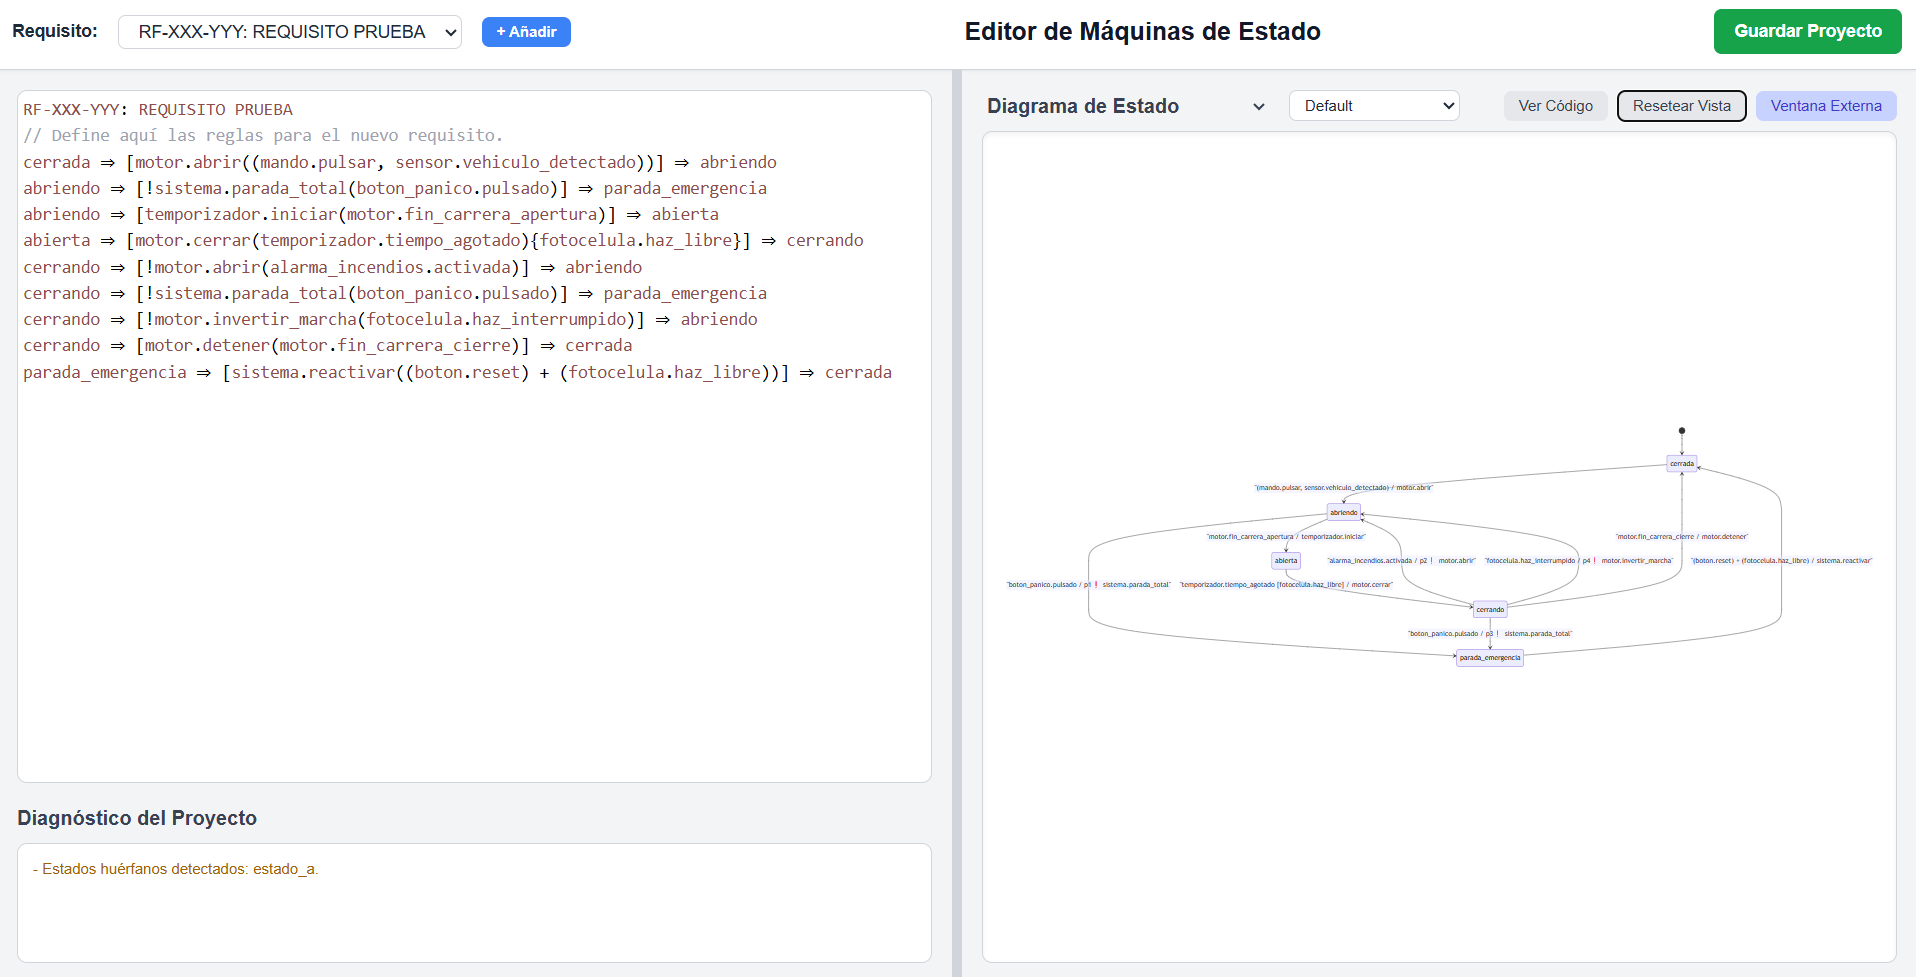 Requisito:
RF-XXX-YYY: REQUISITO PRUEBA
+ Añadir
Editor de Máquinas de Estado
Guardar Proyecto
RF-XXX-YYY: REQUISITO PRUEBA
// Define aquí las reglas para el nuevo requisito.
cerrada ⇒ [motor.abrir((mando.pulsar, sensor.vehiculo_detectado))] ⇒ abriendo
abriendo ⇒ [!sistema.parada_total(boton_panico.pulsado)] ⇒ parada_emergencia
abriendo ⇒ [temporizador.iniciar(motor.fin_carrera_apertura)] ⇒ abierta
abierta ⇒ [motor.cerrar(temporizador.tiempo_agotado){fotocelula.haz_libre}] ⇒ cerrando
cerrando ⇒ [!motor.abrir(alarma_incendios.activada)] ⇒ abriendo
cerrando ⇒ [!sistema.parada_total(boton_panico.pulsado)] ⇒ parada_emergencia
cerrando ⇒ [!motor.invertir_marcha(fotocelula.haz_interrumpido)] ⇒ abriendo
cerrando ⇒ [motor.detener(motor.fin_carrera_cierre)] ⇒ cerrada
parada_emergencia ⇒ [sistema.reactivar((boton.reset) + (fotocelula.haz_libre))] ⇒ cerrada
Diagnóstico del Proyecto
- Estados huérfanos detectados: estado_a.
Diagrama de Estado
Default
Ver Código
Resetear Vista
Ventana Externa
cerrada
"(mando.pulsar, sensor.vehiculo_detectado) / motor.abrir"
abriendo
"motor.fin_carrera_apertura / temporizador.iniciar"
"motor.fin_carrera_cierre / motor.detener"
abierta
"alarma_incendios.activada / p2❗ motor.abrir"
"fotocelula.haz_interrumpido / p4❗ motor.invertir_marcha"
"(boton.reset) + (fotocelula.haz_libre) / sistema.reactivar"
"boton_panico.pulsado / p1❗ sistema.parada_total"
"temporizador.tiempo_agotado [fotocelula.haz_libre] / motor.cerrar"
cerrando
"boton_panico.pulsado / p3❗ sistema.parada_total"
parada_emergencia